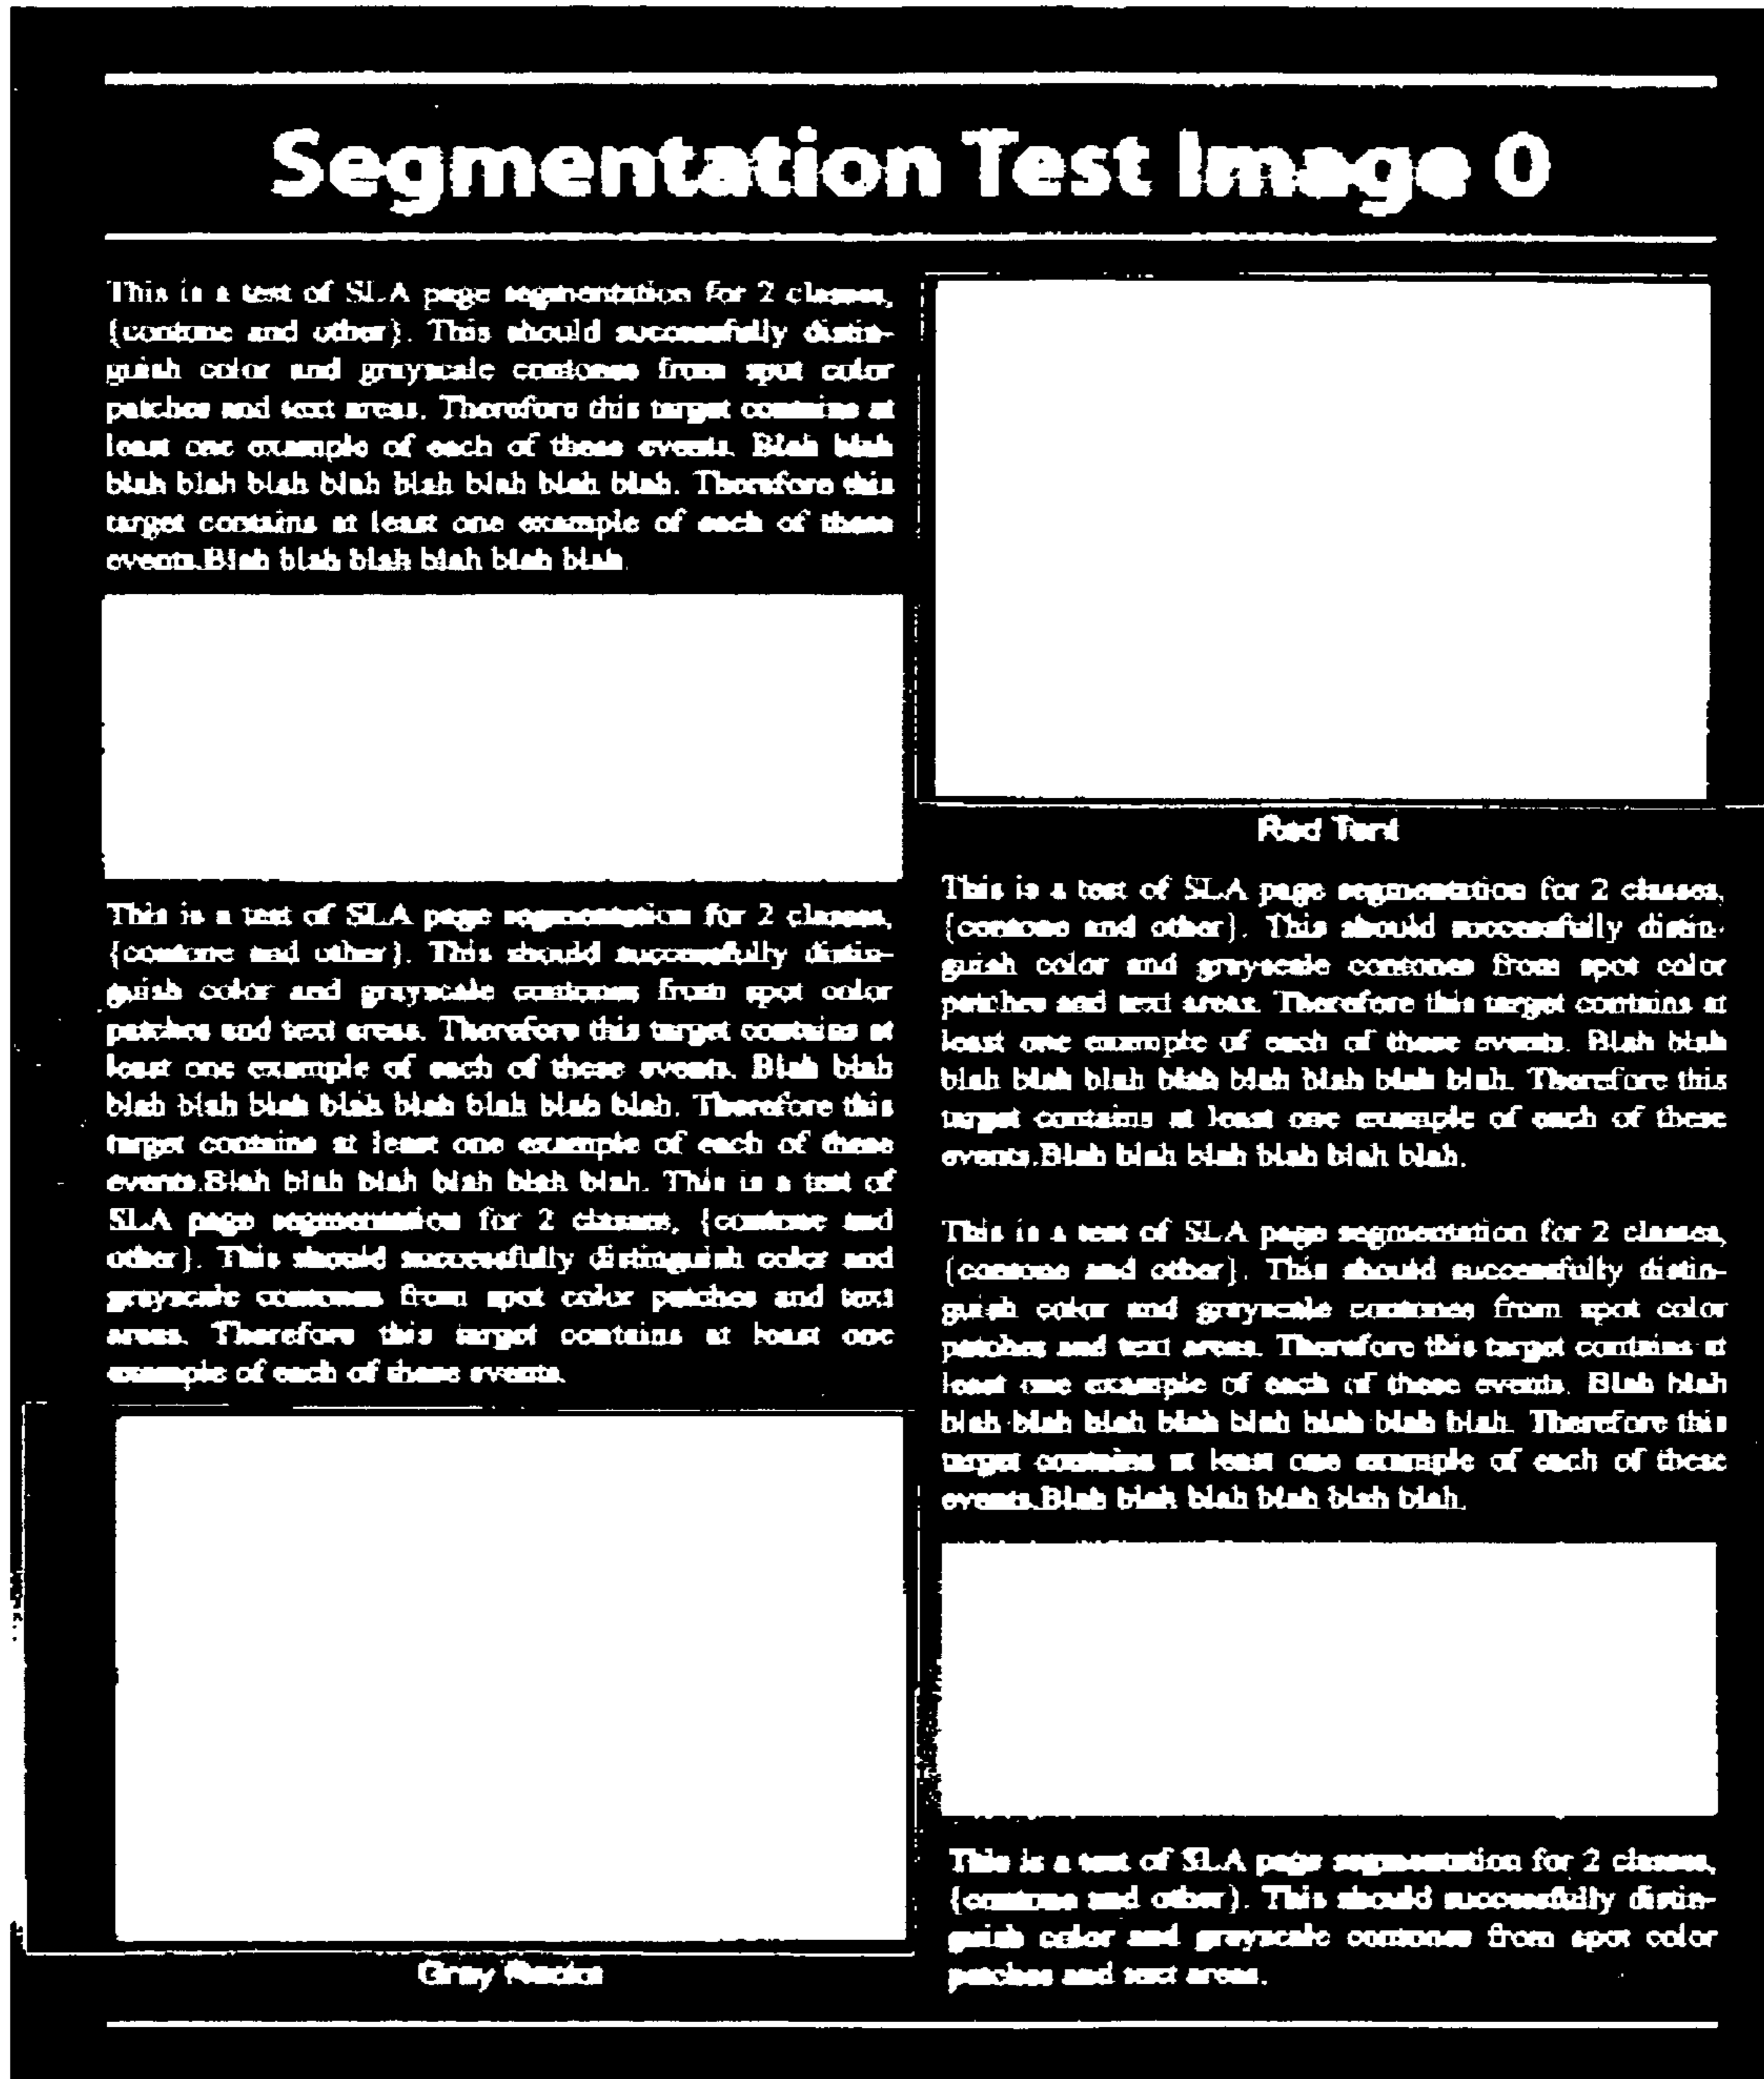 Segmentation Test Image 0
This is a test of SLA page segmentation for 2 classes,
{contone and other}. This should successfully distin-
guish color and grayscale contones from spot color
patches and text areas. Therefore this target contains at
least one example of each of these events. Blah blah
blah blah blah blah blah blah blah blah. Therefore this
target contains at least one example of each of these
events.Blah blah blah blah blah blah.
This is a test of SLA page segmentation for 2 classes,
{contone and other}. This should successfully distin-
guish color and grayscale contones from spot color
patches and text areas. Therefore this target contains at
least one example of each of these events. Blah blah
blah blah blah blah blah blah blah blah. Therefore this
target contains at least one example of each of these
events.Blah blah blah blah blah blah. This is a test of
SLA page segmentation for 2 classes, {contone and
other}. This should successfully distinguish color and
grayscale contones from spot color patches and text
areas. Therefore this target contains at least one
example of each of these events.
Gray
Red Tent
This is a test of SLA page segmentation for 2 classes,
{contone and other}. This should successfully distin-
guish color and grayscale contones from spot color
patches and text areas. Therefore this target contains at
least one example of each of these events. Blah blah
blah blah blah blah blah blah blah blah. Therefore this
target contains at least one example of each of these
events.Blah blah blah blah blah blah.
This is a test of SLA page segmentation for 2 classes,
{contone and other}. This should successfully distin-
guish color and grayscale contones from spot color
patches and text areas. Therefore this target contains at
least one example of each of these events. Blah blah
blah blah blah blah blah blah blah blah. Therefore this
target contains at least one example of each of these
events.Blah blah blah blah blah blah.
This is a test of SLA page segmentation for 2 classes,
{contone and other}. This should successfully distin-
guish color and grayscale contones from spot color
patches and text areas.